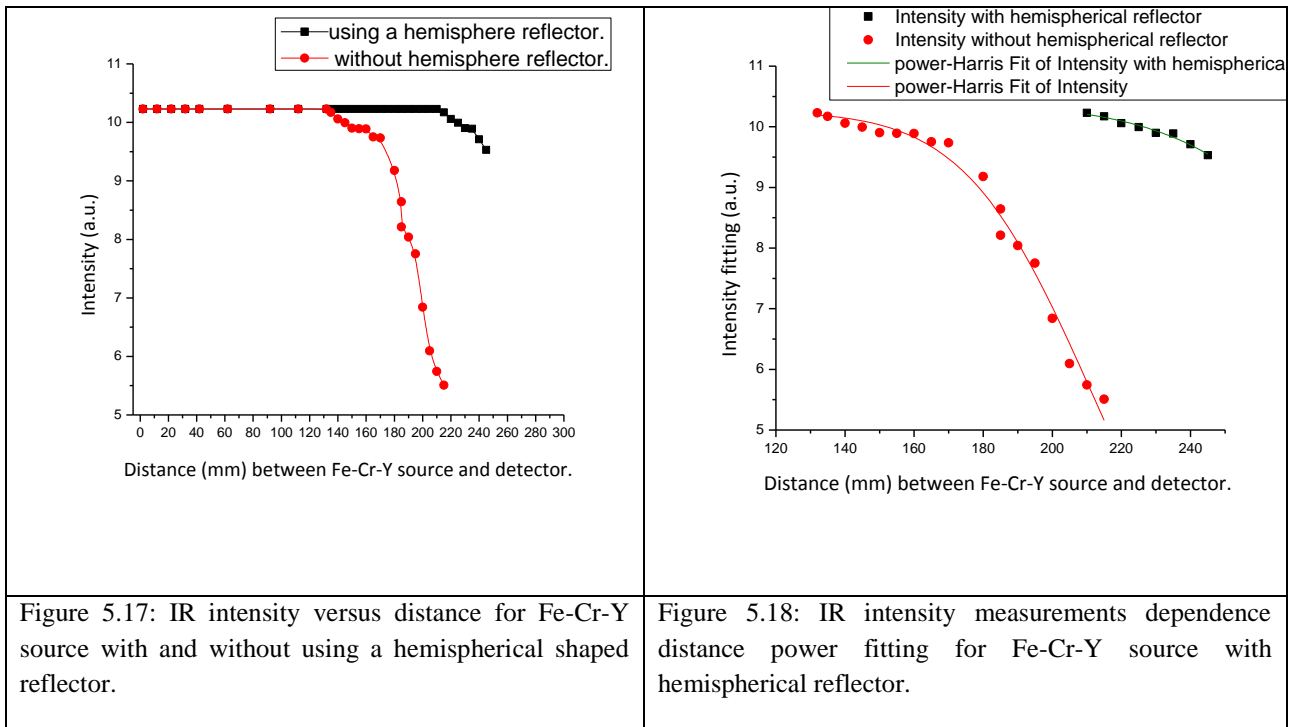 using a hemisphere reflector.
without hemisphere reflector.
11
10
9
8
7
6
5
Intensity (a.u.)
0 20 40 60 80 100 120 140 160 180 200 220 240 260 280 300
Distance (mm) between Fe-Cr-Y source and detector.
Intensity with hemispherical reflector
Intensity without hemispherical reflector
power-Harris Fit of Intensity with hemispherica
power-Harris Fit of Intensity
11
10
9
8
7
6
5
Intensity fitting (a.u.)
120 140 160 180 200 220 240
Distance (mm) between Fe-Cr-Y source and detector.
Figure 5.17: IR intensity versus distance for Fe-Cr-Y
source with and without using a hemispherical shaped
reflector.
Figure 5.18: IR intensity measurements dependence
distance power fitting for Fe-Cr-Y source with
hemispherical reflector.